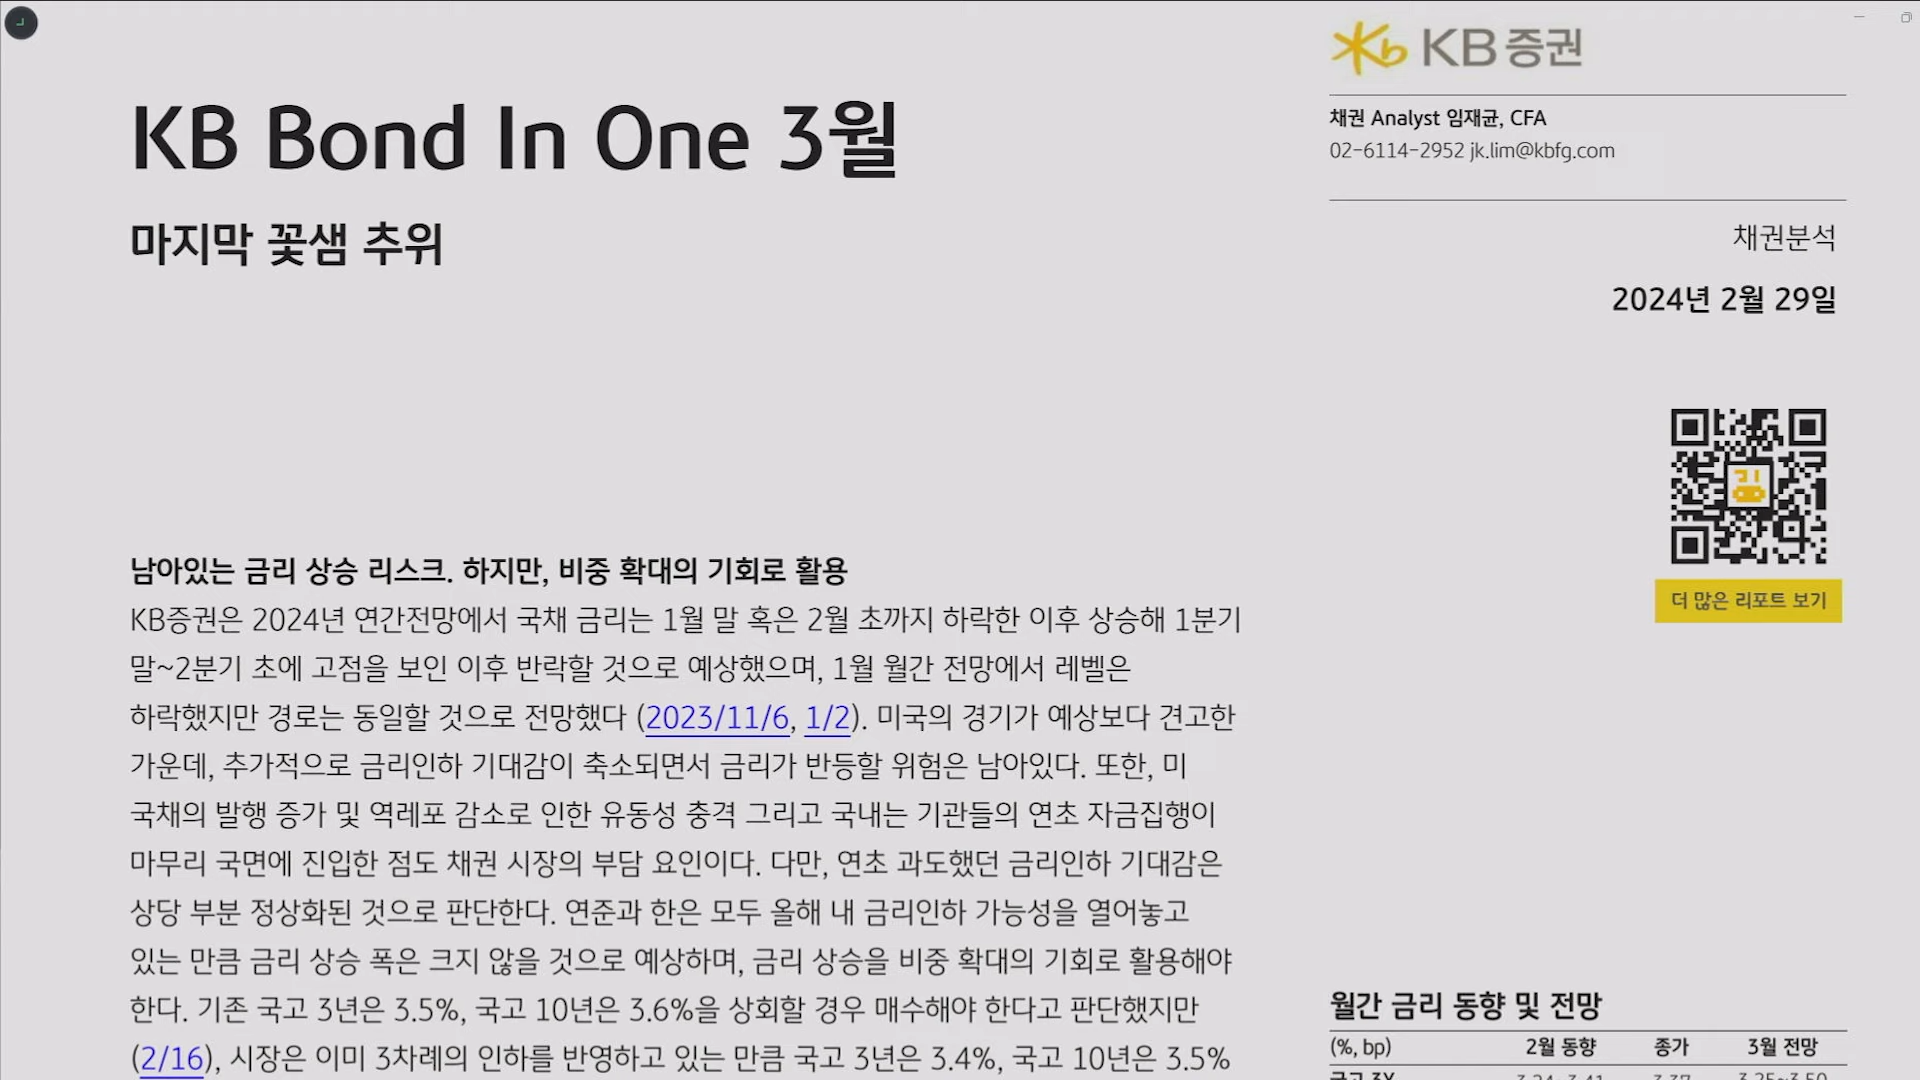 KB증권
KB Bond In One 3월
마지막 꽃샘 추위
채권 Analyst 임재균, CFA
02-6114-2952 jk.lim@kbfg.com
채권분석
2024년 2월 29일
더 많은 리포트 보기
남아있는 금리 상승 리스크. 하지만, 비중 확대의 기회로 활용
KB증권은 2024년 연간전망에서 국채 금리는 1월 말 혹은 2월 초까지 하락한 이후 상승해 1분기
말~2분기 초에 고점을 보인 이후 반락할 것으로 예상했으며, 1월 월간 전망에서 레벨은
하락했지만 경로는 동일할 것으로 전망했다 (2023/11/6, 1/2). 미국의 경기가 예상보다 견고한
가운데, 추가적으로 금리인하 기대감이 축소되면서 금리가 반등할 위험은 남아있다. 또한, 미
국채의 발행 증가 및 역레포 감소로 인한 유동성 충격 그리고 국내는 기관들의 연초 자금집행이
마무리 국면에 진입한 점도 채권 시장의 부담 요인이다. 다만, 연초 과도했던 금리인하 기대감은
상당 부분 정상화된 것으로 판단한다. 연준과 한은 모두 올해 내 금리인하 가능성을 열어놓고
있는 만큼 금리 상승 폭은 크지 않을 것으로 예상하며, 금리 상승을 비중 확대의 기회로 활용해야
한다. 기존 국고 3년은 3.5%, 국고 10년은 3.6%을 상회할 경우 매수해야 한다고 판단했지만
(2/16), 시장은 이미 3차례의 인하를 반영하고 있는 만큼 국고 3년은 3.4%, 국고 10년은 3.5%
월간 금리 동향 및 전망
(%, bp) 2월 동향 종가 3월 전망